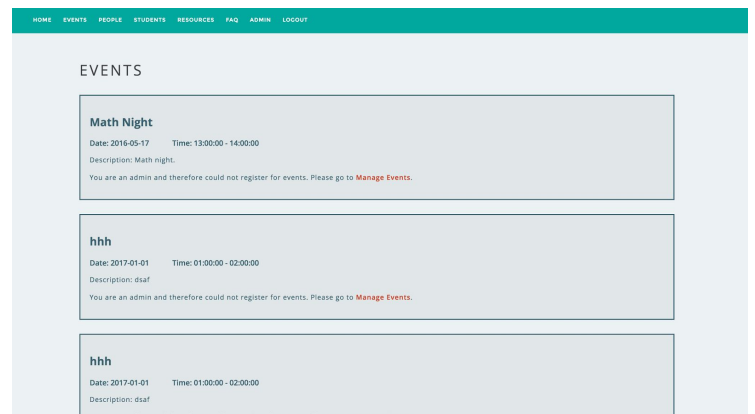 HOME EVENTS PEOPLE STUDENTS RESOURCES FAQ ADMIN LOGOUT
EVENTS
Math Night
Date: 2016-05-17 Time: 13:00:00 - 14:00:00
Description: Math night.
You are an admin and therefore could not register for events. Please go to Manage Events.
hhh
Date: 2017-01-01 Time: 01:00:00 - 02:00:00
Description: dsaf
You are an admin and therefore could not register for events. Please go to Manage Events.
hhh
Date: 2017-01-01 Time: 01:00:00 - 02:00:00
Description: dsaf